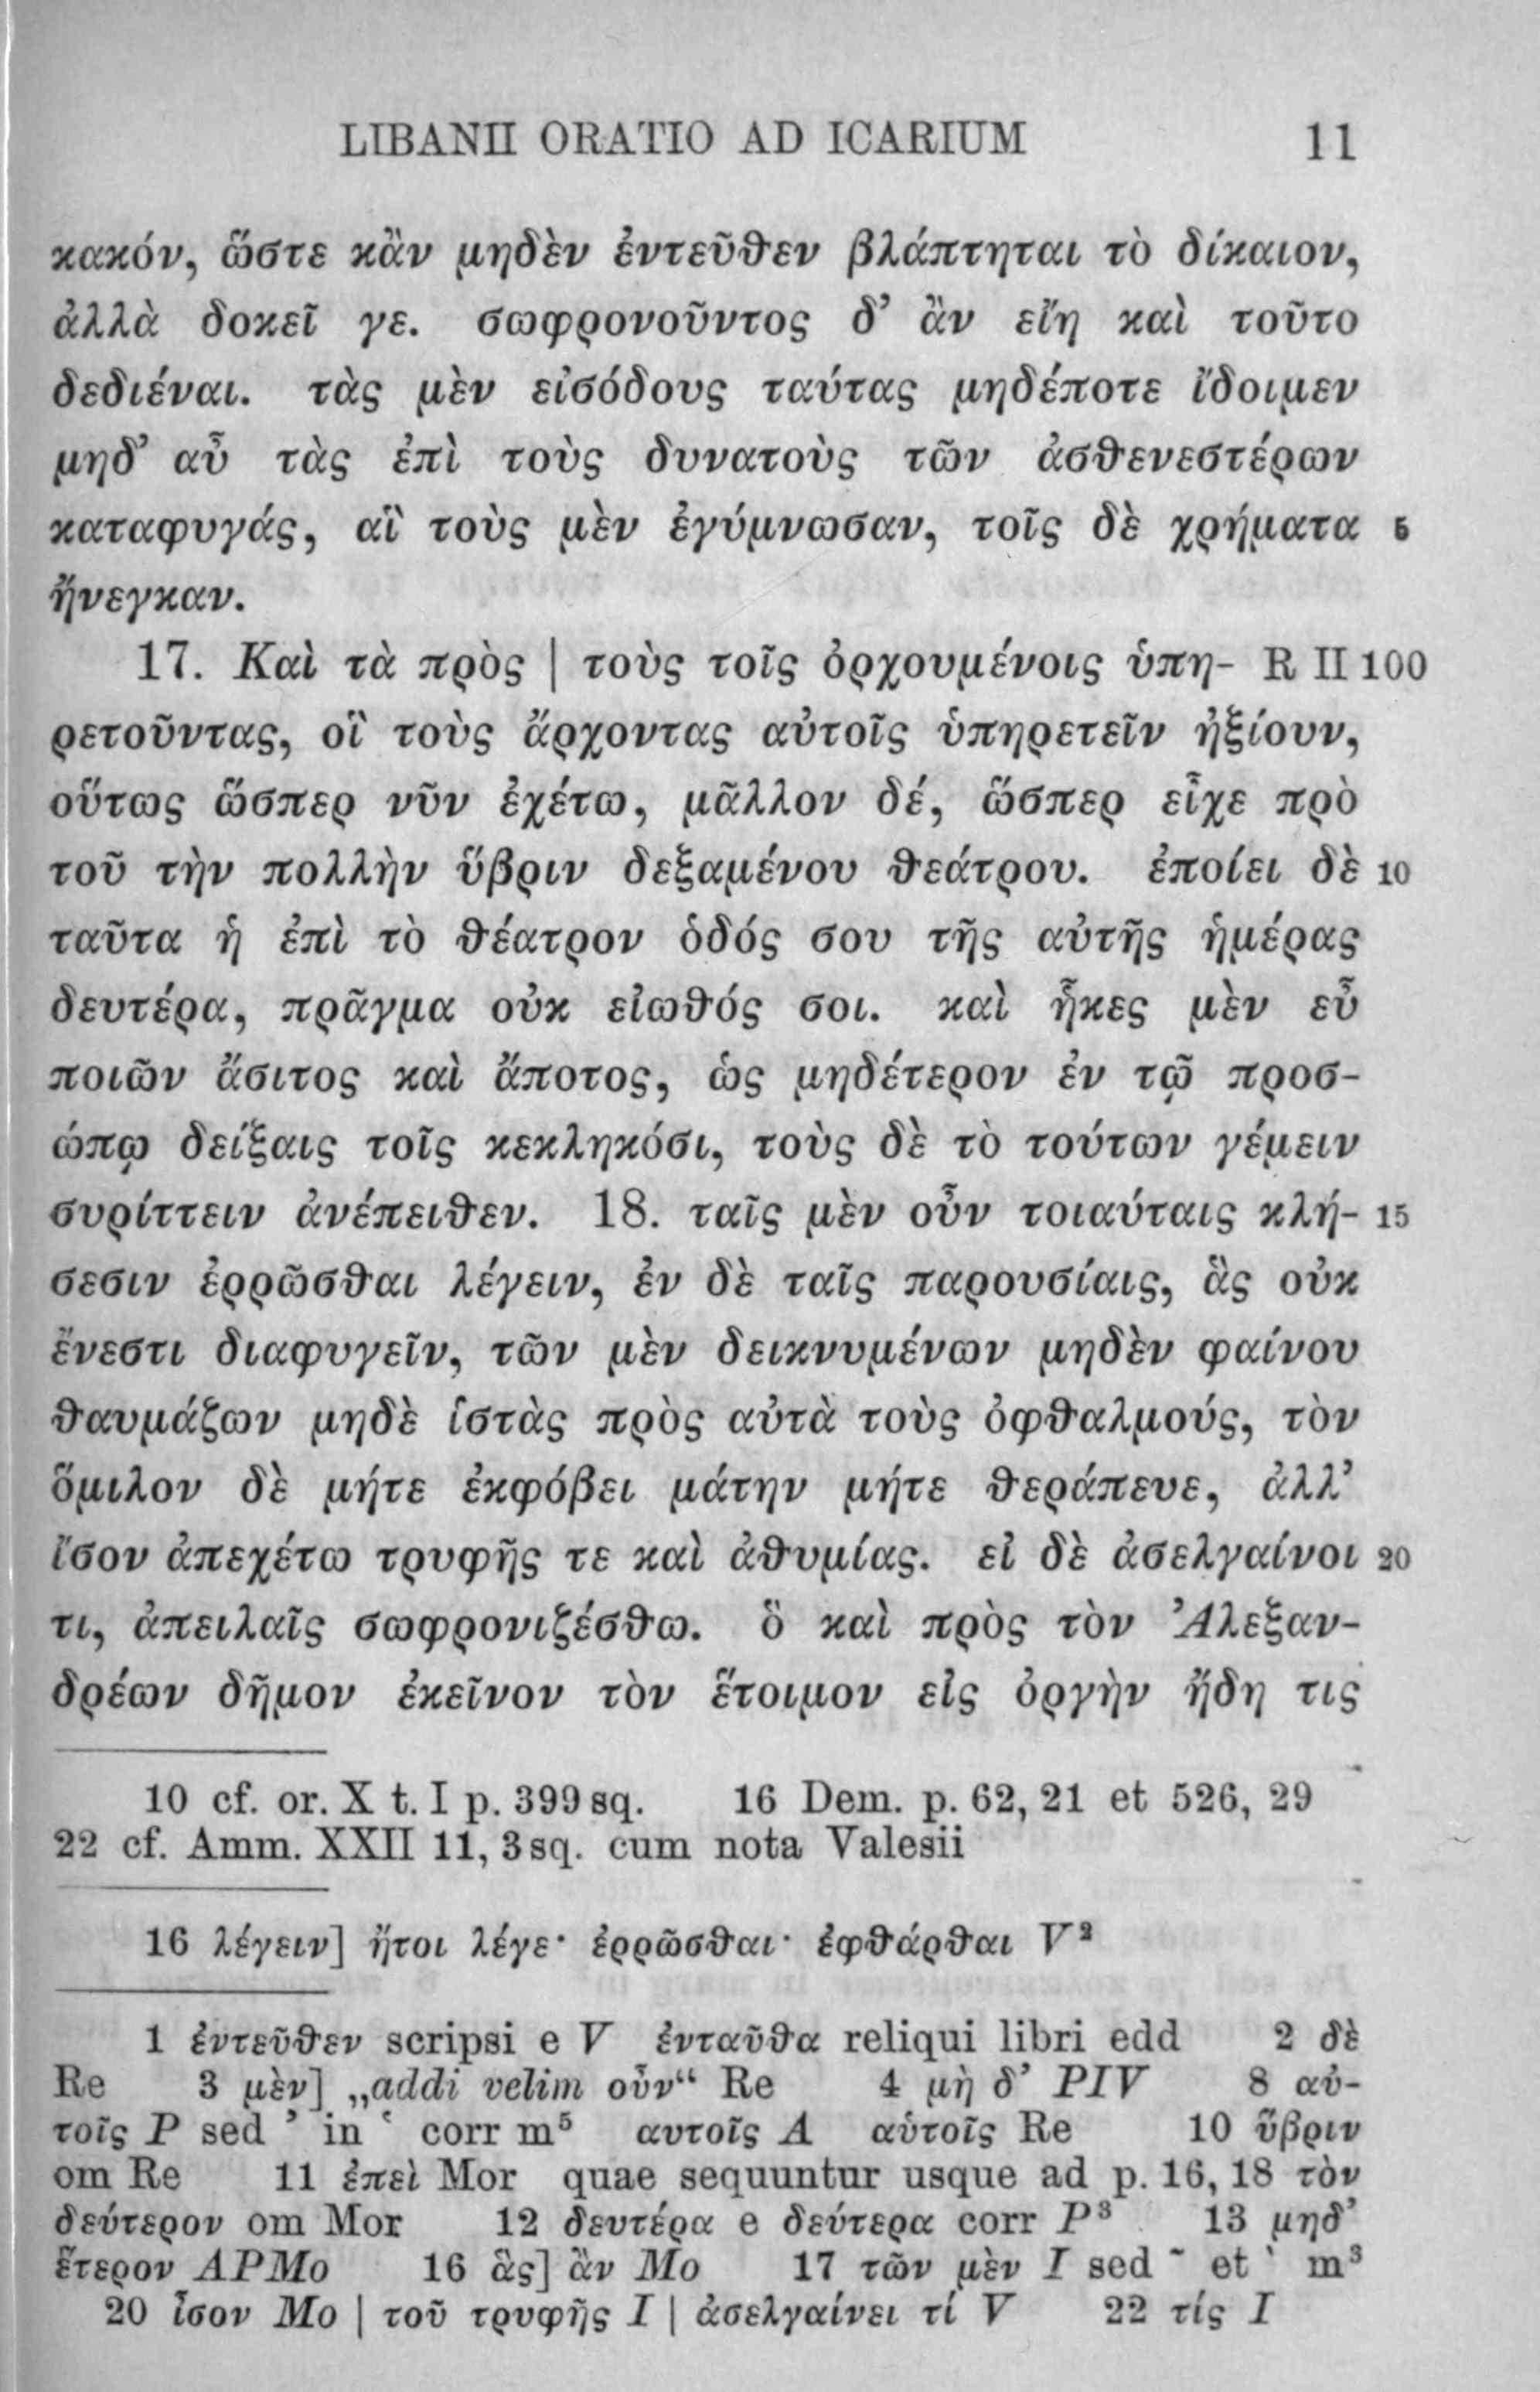 LIBANII ORATIO AD ICARIUM 11
κακόν, ὥστε κἂν μηδὲν ἐντεῦθεν βλάπτηται τὸ δίκαιον,
ἀλλὰ δοκεῖ γε. σωφρονοῦντος δ’ ἂν εἴη καὶ τοῦτο
δεδιέναι. τὰς μὲν εἰσόδους ταύτας μηδέποτε ἴδοιμεν
μηδ’ αὖ τὰς ἐπὶ τοὺς δυνατοὺς τῶν ἀσθενεστέρων
καταφυγάς, αἳ τοὺς μὲν ἐγύμνωσαν, τοῖς δὲ χρήματα 5
ἤνεγκαν.
17. Καὶ τὰ πρὸς | τοὺς τοῖς ὀρχουμένοις ὑπη- R II 100
ρετοῦντας, οἳ τοὺς ἄρχοντας αὐτοῖς ὑπηρετεῖν ἠξίουν,
οὕτως ὥσπερ νῦν ἐχέτω, μᾶλλον δέ, ὥσπερ εἶχε πρὸ
τοῦ τὴν πολλὴν ὕβριν δεξαμένου θεάτρου. ἐποίει δὲ 10
ταῦτα ἡ ἐπὶ τὸ θέατρον ὁδός σου τῆς αὐτῆς ἡμέρας
δευτέρα, πρᾶγμα οὐκ εἰωθός σοι. καὶ ἧκες μὲν εὖ
ποιῶν ἄσιτος καὶ ἄποτος, ὡς μηδέτερον ἐν τῷ προσ-
ώπῳ δείξαις τοῖς κεκληκόσι, τοὺς δὲ τὸ τούτων γέμειν
συρίττειν ἀνέπειθεν. 18. ταῖς μὲν οὖν τοιαύταις κλή- 15
σεσιν ἐρρῶσθαι λέγειν, ἐν δὲ ταῖς παρουσίαις, ἃς οὐκ
ἔνεστι διαφυγεῖν, τῶν μὲν δεικνυμένων μηδὲν φαίνου
θαυμάζων μηδὲ ἱστὰς πρὸς αὐτὰ τοὺς ὀφθαλμούς, τὸν
ὅμιλον δὲ μήτε ἐκφόβει μάτην μήτε θεράπευε, ἀλλ’
ἴσον ἀπεχέτω τρυφῆς τε καὶ ἀθυμίας. εἰ δὲ ἀσελγαίνοι 20
τι, ἀπειλαῖς σωφρονιζέσθω. ὃ καὶ πρὸς τὸν Ἀλεξαν-
δρέων δῆμον ἐκεῖνον τὸν ἕτοιμον εἰς ὀργὴν ἤδη τις
10 cf. or. X t. I p. 399 sq. 16 Dem. p. 62, 21 et 526, 29
22 cf. Amm. XXII 11, 3 sq. cum nota Valesii
16 λέγειν] ἤτοι λέγε· ἐρρῶσθαι· ἐφθάρθαι V²
1 ἐντεῦθεν scripsi e V ἐνταῦθα reliqui libri edd 2 δὲ
Re 3 μὲν] „addi velim οὖν“ Re 4 μὴ δ’ PIV 8 αὐ-
τοῖς P sed ’ in ‘ corr m⁵ αυτοῖς A αὑτοῖς Re 10 ὕβριν
om Re 11 ἐπεὶ Mor quae sequuntur usque ad p. 16, 18 τὸν
δεύτερον om Mor 12 δευτέρα e δεύτερα corr P³ 13 μηδ’
ἕτερον APMo 16 ἃς] ἂν Mo 17 τῶν μὲν I sed ῀ et ` m³
20 ἶσον Mo | τοῦ τρυφῆς I | ἀσελγαίνει τί V 22 τίς I